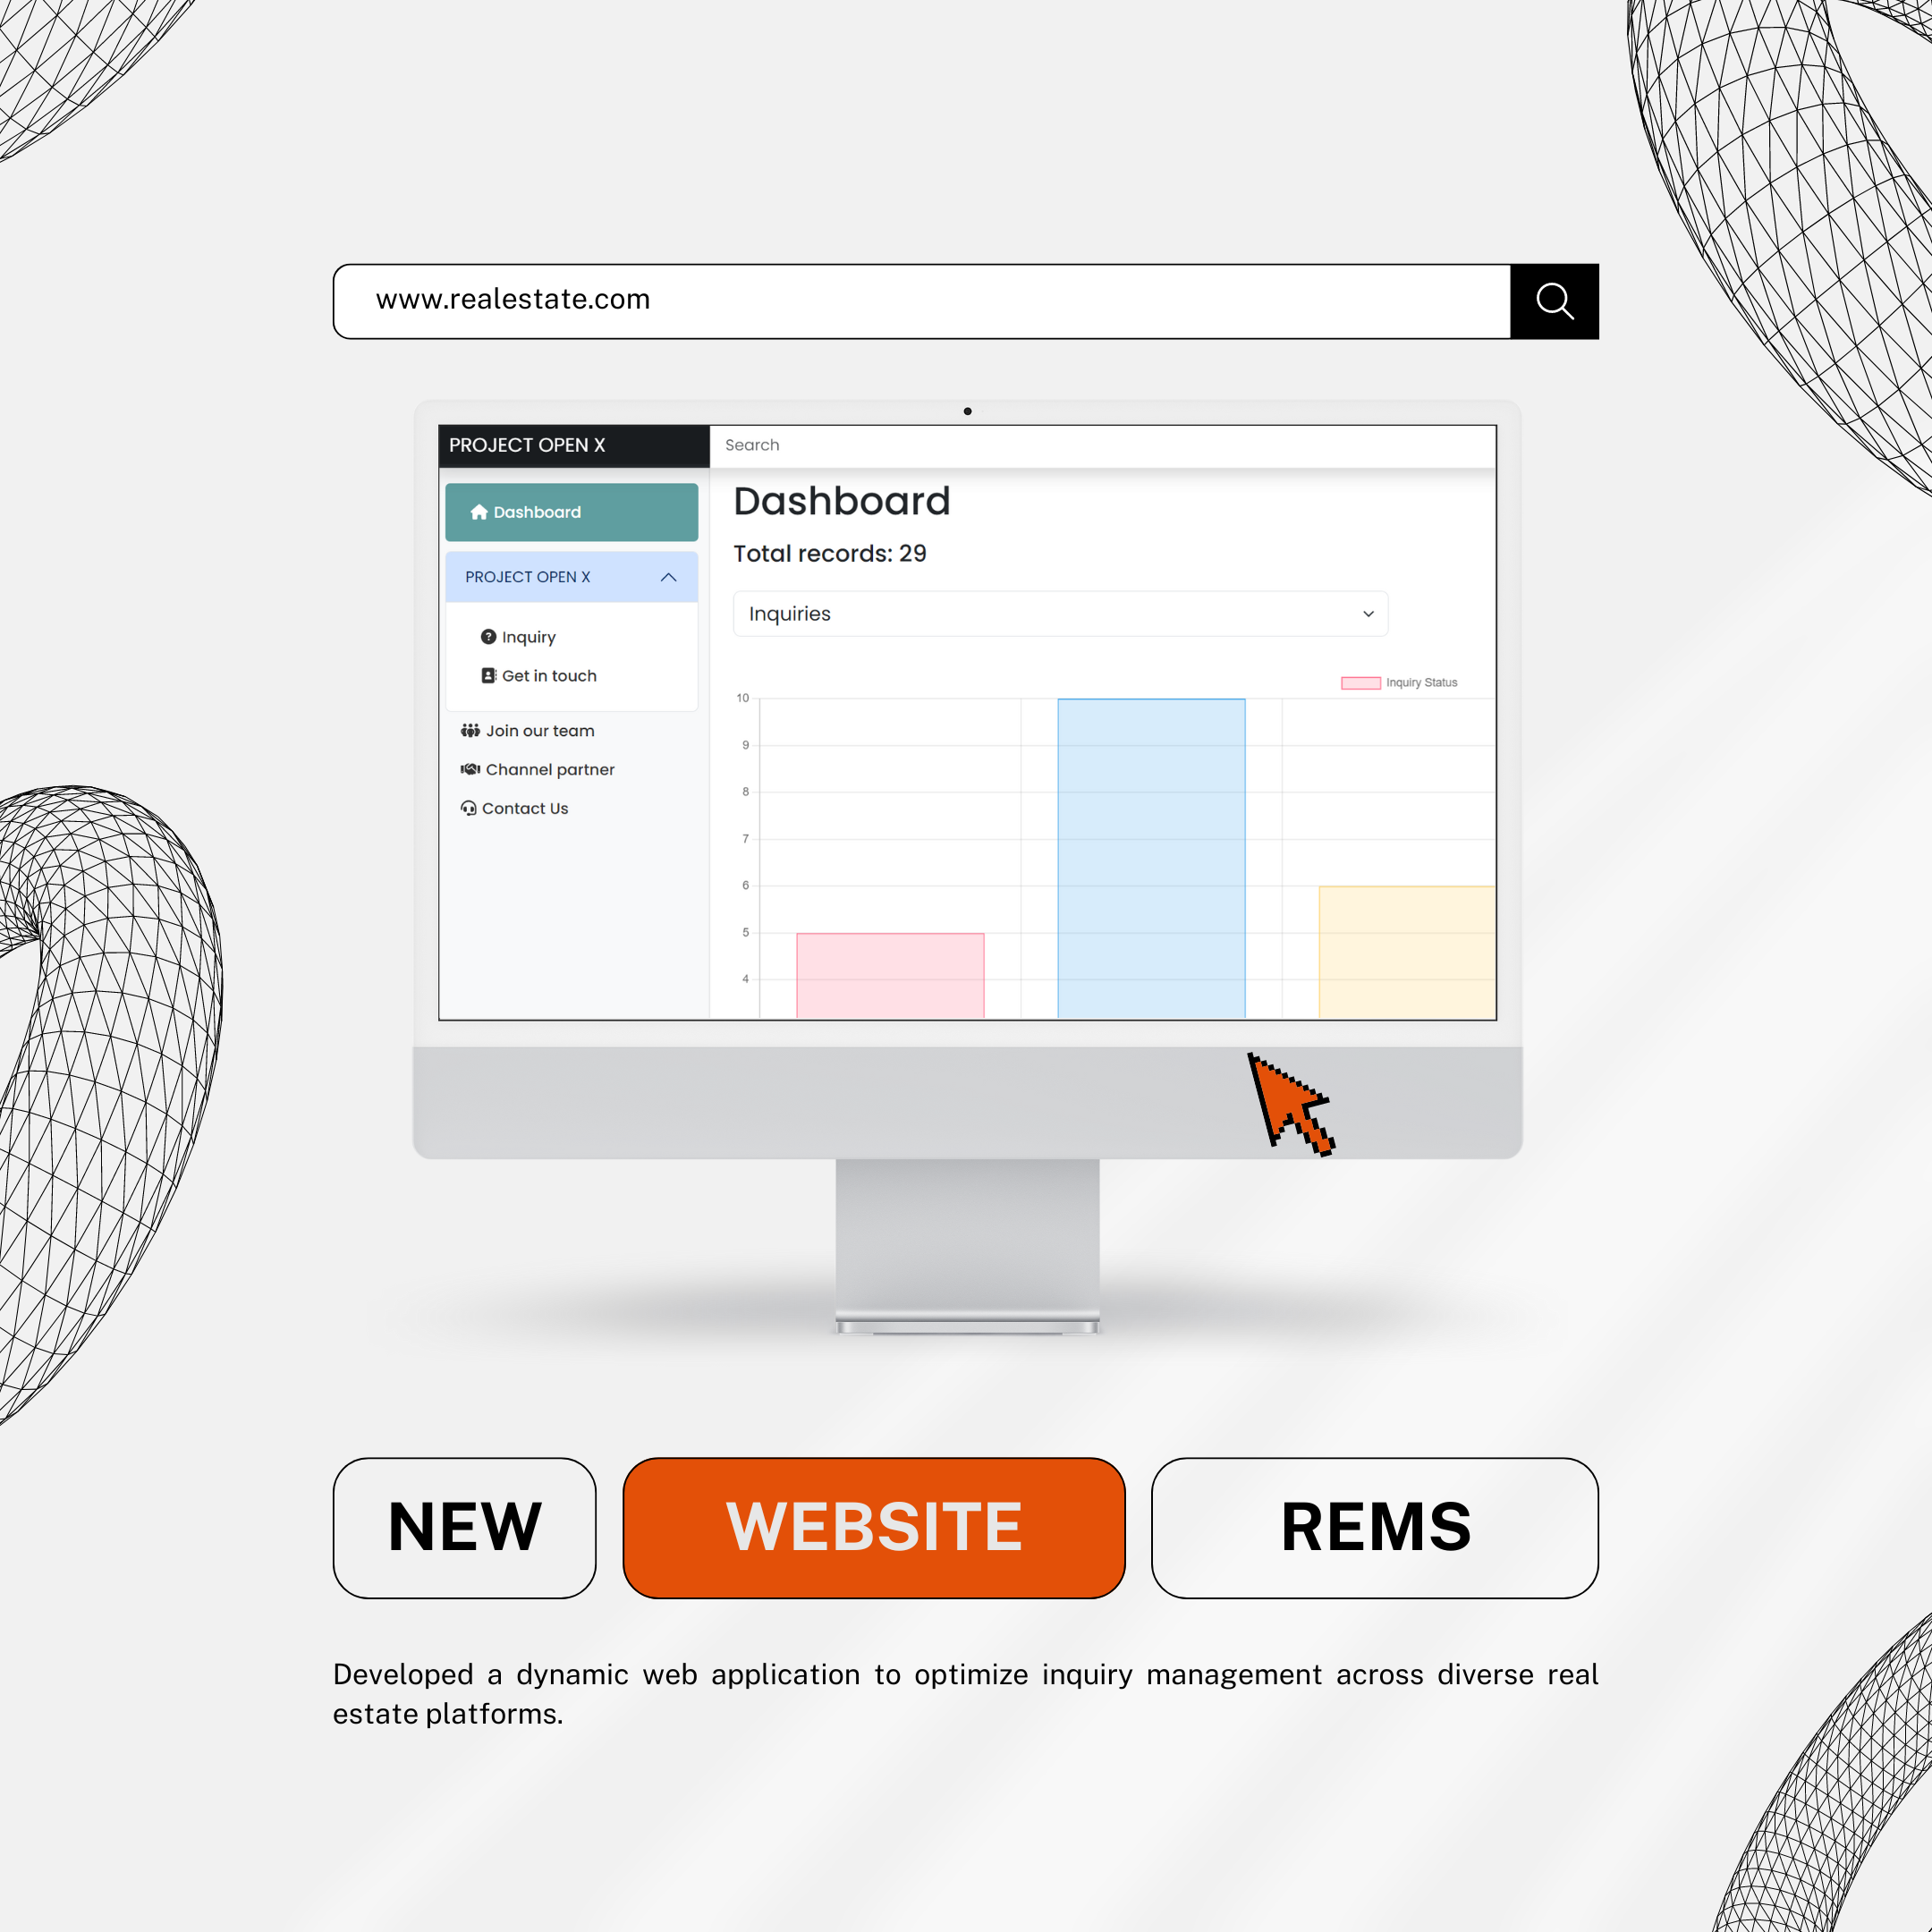 www.realestate.com
PROJECT OPEN X
Search
Dashboard
PROJECT OPEN X
Inquiry
Get in touch
Join our team
Channel partner
Contact Us
Dashboard
Total records: 29
Inquiries
Inquiry Status
10
9
8
7
6
5
4
NEW
WEBSITE
REMS
Developed a dynamic web application to optimize inquiry management across diverse real
estate platforms.